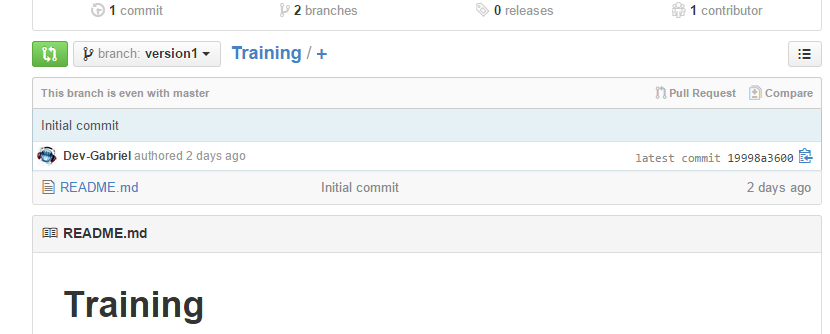 1 commit 2 branches 0 releases 1 contributor
branch: version1 Training / +
This branch is even with master Pull Request Compare
Initial commit
Dev-Gabriel authored 2 days ago latest commit 19998a3600
README.md Initial commit 2 days ago
README.md
Training